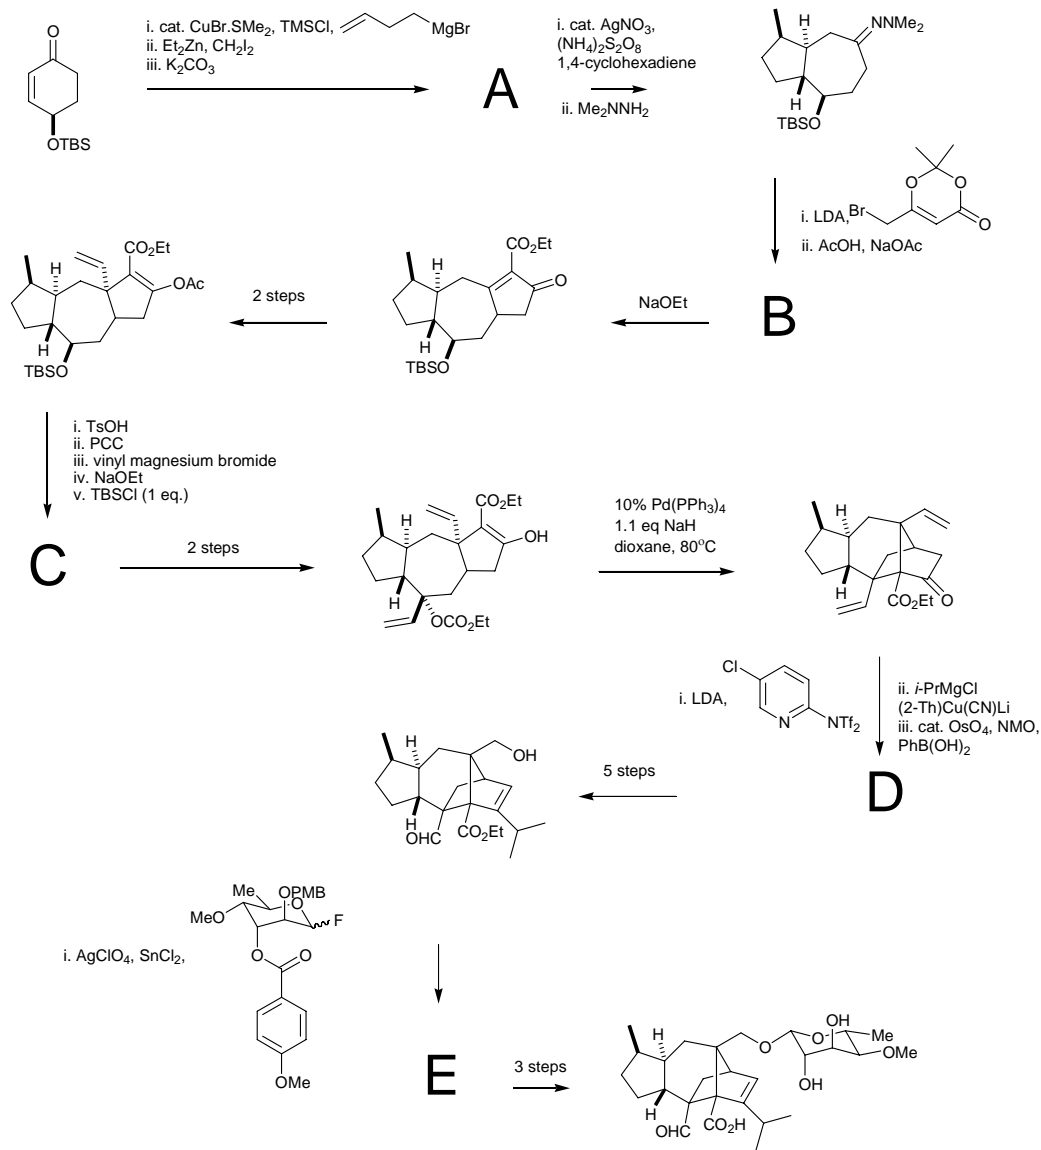 O
OTBS
i. cat. CuBr.SMe2, TMSCl, MgBr
ii. Et2Zn, CH2I2
iii. K2CO3
A
i. cat. AgNO3,
(NH4)2S2O8
1,4-cyclohexadiene
ii. Me2NNH2
H
NNMe2
H
TBSO
i. LDA,
Br
O
O
O
ii. AcOH, NaOAc
B
NaOEt
CO2Et
H
O
H
TBSO
2 steps
CO2Et
H
OAc
H
TBSO
i. TsOH
ii. PCC
iii. vinyl magnesium bromide
iv. NaOEt
v. TBSCl (1 eq.)
C
2 steps
CO2Et
H
OH
H
OCO2Et
10% Pd(PPh3)4
1.1 eq NaH
dioxane, 80oC
H
H
CO2Et
O
i. LDA,
Cl
N
NTf2
ii. i-PrMgCl
(2-Th)Cu(CN)Li
iii. cat. OsO4, NMO,
PhB(OH)2
D
5 steps
H
OH
H
OHC
CO2Et
i. AgClO4, SnCl2,
Me
OPMB
O
MeO
F
O
O
OMe
E
3 steps
H
O
O
OH
Me
OMe
OH
H
OHC
CO2H